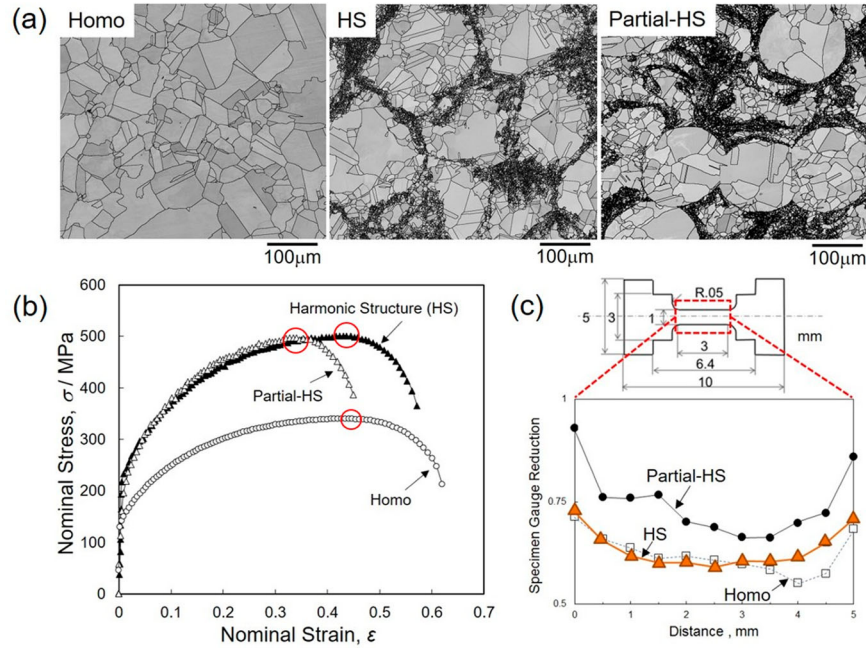 (a)
Homo
HS
Partial-HS
100μm
100μm
100μm
(b)
600
500
400
300
200
100
0
0
0.1
0.2
0.3
0.4
0.5
0.6
0.7
Nominal Stress, σ / MPa
Nominal Strain, ε
Harmonic Structure (HS)
Partial-HS
Homo
(c)
R.05
5
3
1
mm
3
6.4
10
1
0.75
0.5
Specimen Gauge Reduction
Partial-HS
HS
Homo
0
1
2
3
4
5
Distance , mm